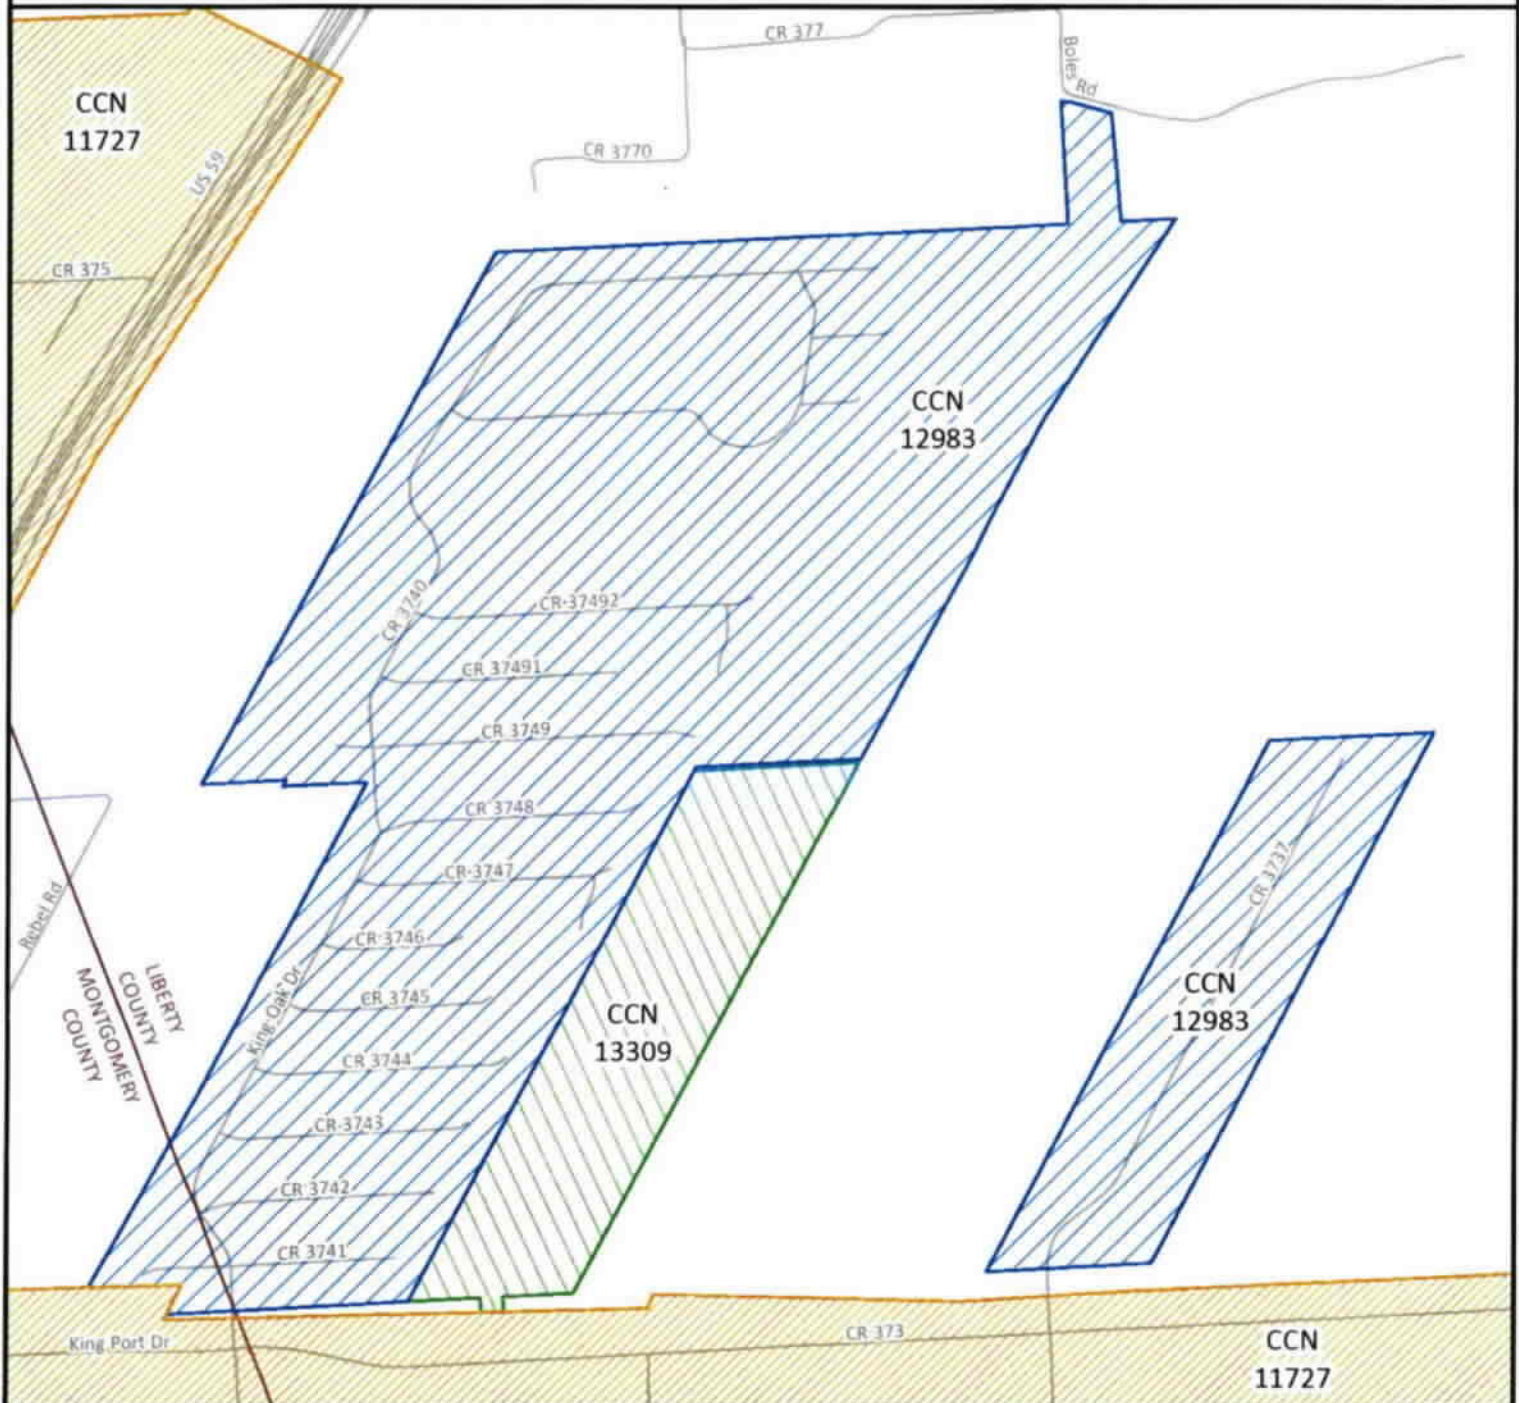 CR 377
Boles Rd
CCN
11727
US 59
CR 3770
CR 375
CCN
12983
CR 3740
CR 37492
CR 37491
CR 3749
CR 3748
CR 3747
CR 3737
Rebel Rd
CR 3746
LIBERTY
COUNTY
MONTGOMERY
COUNTY
King Oak Dr
CR 3745
CCN
13309
CCN
12983
CR 3744
CR 3743
CR 3742
CR 3741
King Port Dr
CR 373
CCN
11727